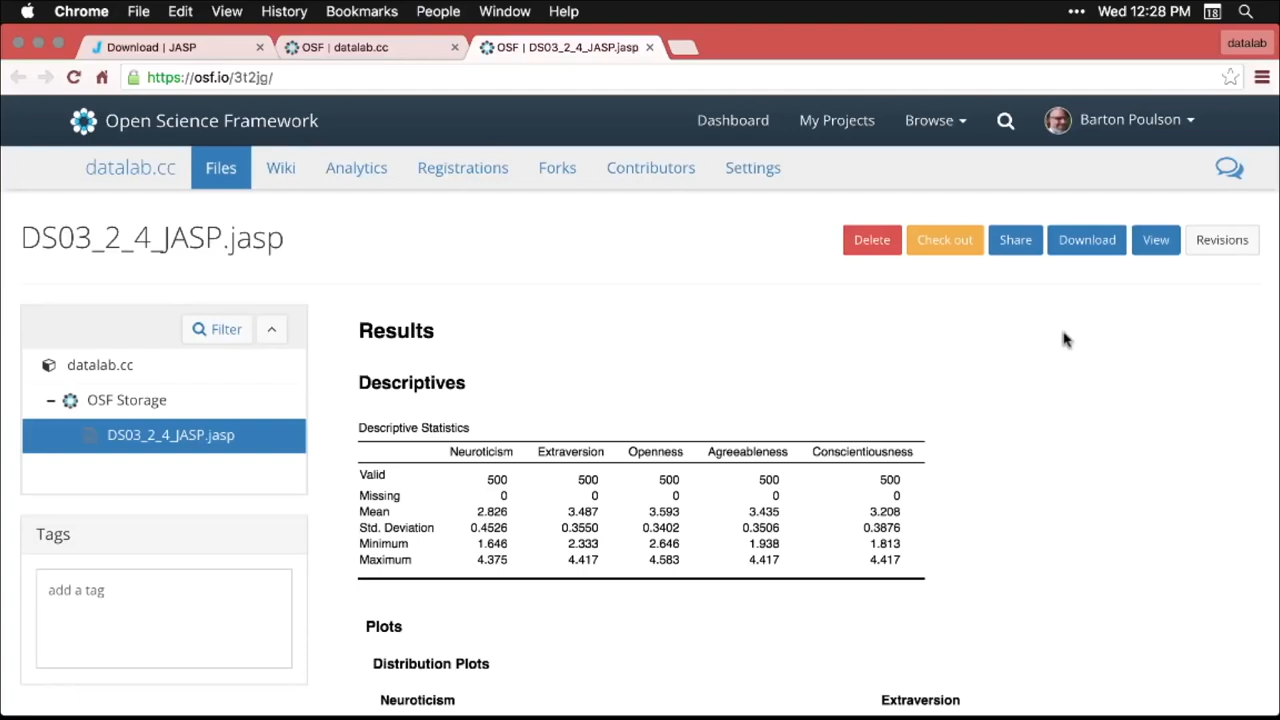 Chrome File Edit View History Bookmarks People Window Help ••• Wed 12:28 PM 18
Download | JASP × OSF | datalab.cc × OSF | DS03_2_4_JASP.jasp × datalab
https://osf.io/3t2jg/
Open Science Framework Dashboard My Projects Browse Barton Poulson
datalab.cc Files Wiki Analytics Registrations Forks Contributors Settings
DS03_2_4_JASP.jasp Delete Check out Share Download View Revisions
Filter
datalab.cc
OSF Storage
DS03_2_4_JASP.jasp
Tags
add a tag
Results
Descriptives
Descriptive Statistics
Neuroticism Extraversion Openness Agreeableness Conscientiousness
Valid 500 500 500 500 500
Missing 0 0 0 0 0
Mean 2.826 3.487 3.593 3.435 3.208
Std. Deviation 0.4526 0.3550 0.3402 0.3506 0.3876
Minimum 1.646 2.333 2.646 1.938 1.813
Maximum 4.375 4.417 4.583 4.417 4.417
Plots
Distribution Plots
Neuroticism Extraversion